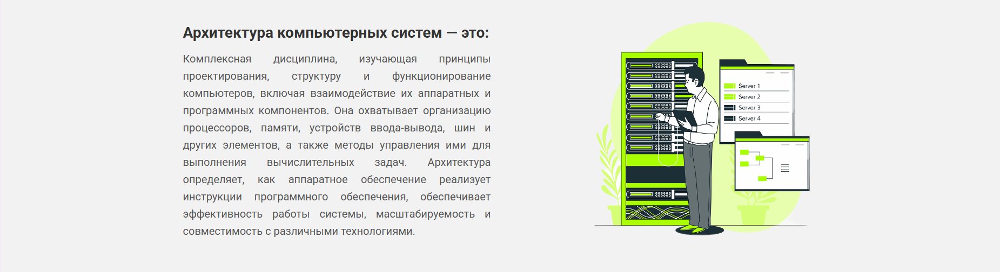 Архитектура компьютерных систем — это:
Комплексная дисциплина, изучающая принципы
проектирования, структуру и функционирование
компьютеров, включая взаимодействие их аппаратных и
программных компонентов. Она охватывает организацию
процессоров, памяти, устройств ввода-вывода, шин и
других элементов, а также методы управления ими для
выполнения вычислительных задач. Архитектура
определяет, как аппаратное обеспечение реализует
инструкции программного обеспечения, обеспечивает
эффективность работы системы, масштабируемость и
совместимость с различными технологиями.
Server 1
Server 2
Server 3
Server 4